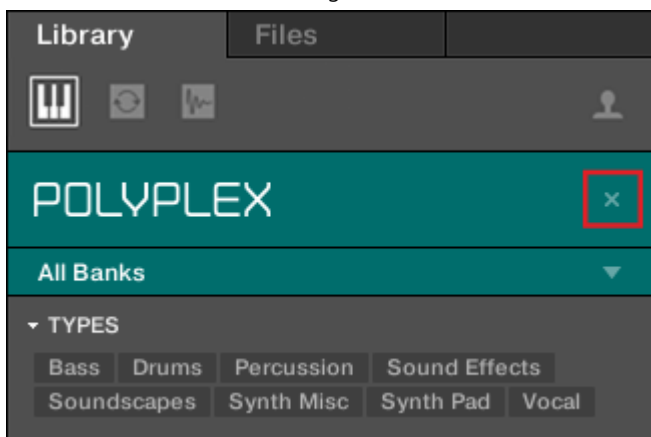 Library Files
POLYPLEX
All Banks
TYPES
Bass Drums Percussion Sound Effects
Soundscapes Synth Misc Synth Pad Vocal